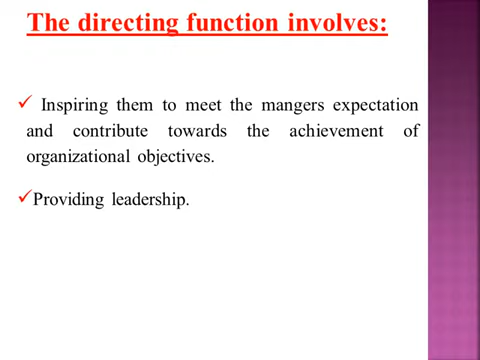 The directing function involves:
✓ Inspiring them to meet the mangers expectation
and contribute towards the achievement of
organizational objectives.
✓Providing leadership.